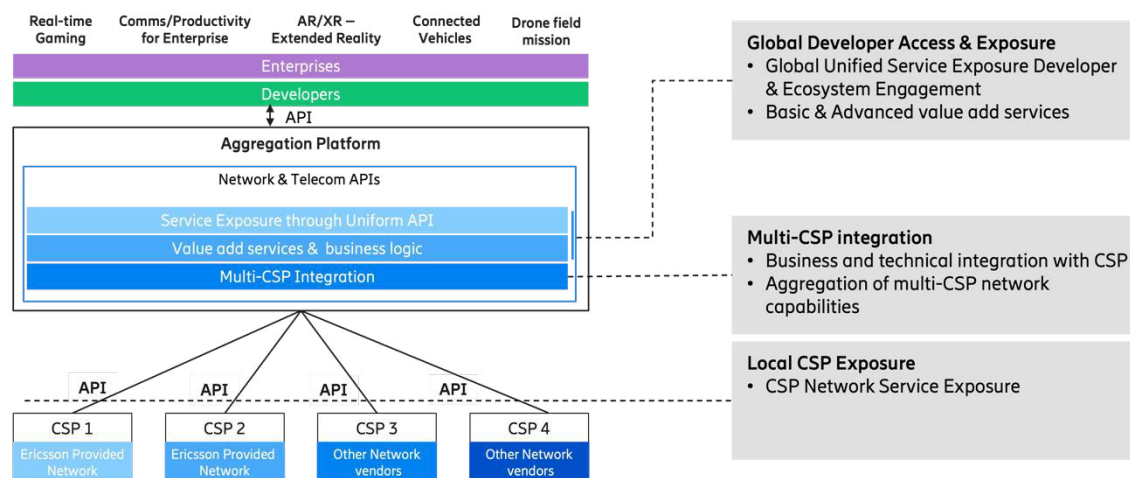 Real-time
Gaming
Comms/Productivity
for Enterprise
AR/XR –
Extended Reality
Connected
Vehicles
Drone field
mission
Enterprises
Developers
API
Aggregation Platform
Network & Telecom APIs
Service Exposure through Uniform API
Value add services & business logic
Multi-CSP Integration
API
API
API
API
CSP 1
Ericsson Provided
Network
CSP 2
Ericsson Provided
Network
CSP 3
Other Network
vendors
CSP 4
Other Network
vendors
Global Developer Access & Exposure
• Global Unified Service Exposure Developer
& Ecosystem Engagement
• Basic & Advanced value add services
Multi-CSP integration
• Business and technical integration with CSP
• Aggregation of multi-CSP network
capabilities
Local CSP Exposure
• CSP Network Service Exposure